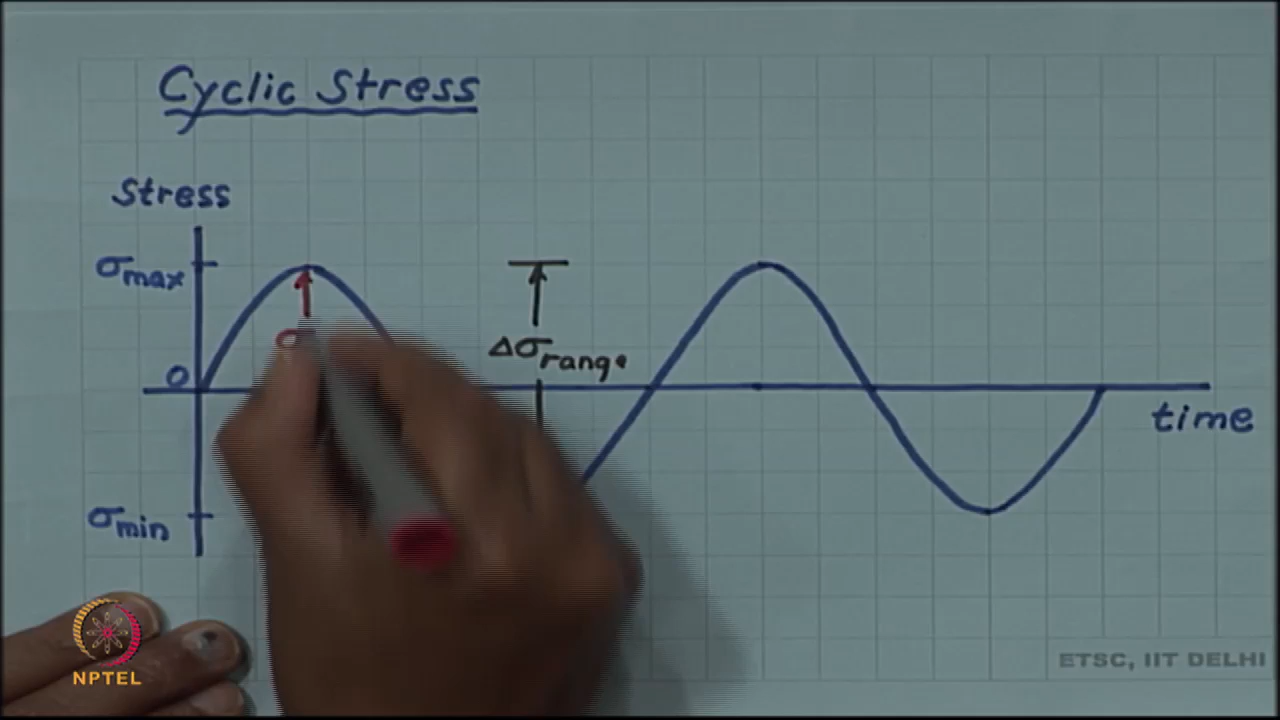 Cyclic Stress
Stress
σmax
Δσrange
0
σ
time
σmin
NPTEL
ETSC, IIT DELHI